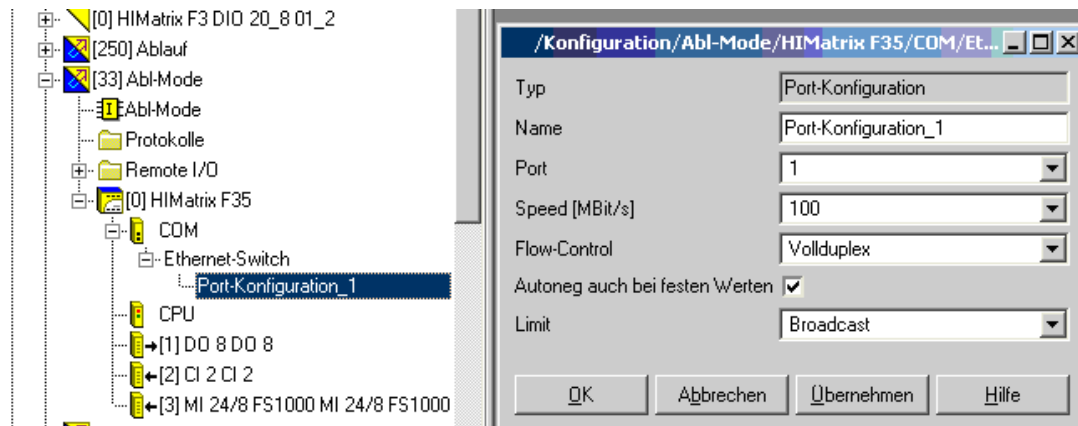 [0] HIMatrix F3 DIO 20_8 01_2
[250] Ablauf
[33] Abl-Mode
Abl-Mode
Protokolle
Remote I/O
[0] HIMatrix F35
COM
Ethernet-Switch
Port-Konfiguration_1
CPU
[1] DO 8 DO 8
[2] CI 2 CI 2
[3] MI 24/8 FS1000 MI 24/8 FS1000
/Konfiguration/Abl-Mode/HIMatrix F35/COM/Et...
Typ Port-Konfiguration
Name Port-Konfiguration_1
Port 1
Speed [MBit/s] 100
Flow-Control Vollduplex
Autoneg auch bei festen Werten
Limit Broadcast
OK Abbrechen Übernehmen Hilfe